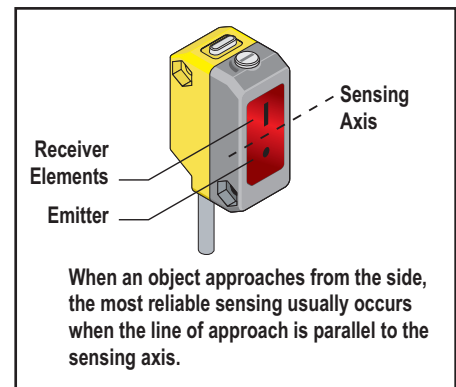 Sensing
Axis
Receiver
Elements
Emitter
When an object approaches from the side,
the most reliable sensing usually occurs
when the line of approach is parallel to the
sensing axis.